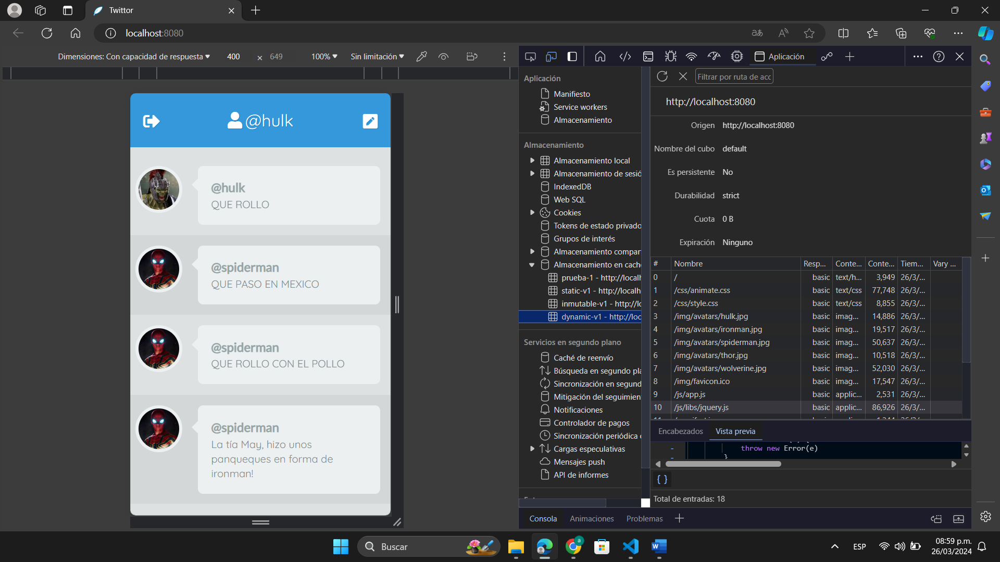 Twittor
localhost:8080
Dimensiones: Con capacidad de respuesta
400 × 649
100%
Sin limitación
@hulk
@hulk
QUE ROLLO
@spiderman
QUE PASO EN MEXICO
@spiderman
QUE ROLLO CON EL POLLO
@spiderman
La tía May, hizo unos
panqueques en forma de
ironman!
Aplicación
Aplicación
Manifiesto
Service workers
Almacenamiento
Almacenamiento
Almacenamiento local
Almacenamiento de sesió
IndexedDB
Web SQL
Cookies
Tokens de estado privado
Grupos de interés
Almacenamiento compar
Almacenamiento en cach
prueba-1 - http://localh
static-v1 - http://localh
inmutable-v1 - http://lo
dynamic-v1 - http://loc
Servicios en segundo plano
Caché de reenvío
Búsqueda en segundo pla
Sincronización en segund
Mitigación del seguimien
Notificaciones
Controlador de pagos
Sincronización periódica
Cargas especulativas
Mensajes push
API de informes
Filtrar por ruta de acc
http://localhost:8080
Origen http://localhost:8080
Nombre del cubo default
Es persistente No
Durabilidad strict
Cuota 0 B
Expiración Ninguno
# Nombre Resp... Conte... Conte... Tiem... Vary ...
0 / basic text/h... 3,949 26/3/...
1 /css/animate.css basic text/css 77,748 26/3/...
2 /css/style.css basic text/css 8,855 26/3/...
3 /img/avatars/hulk.jpg basic imag... 14,886 26/3/...
4 /img/avatars/ironman.jpg basic imag... 19,517 26/3/...
5 /img/avatars/spiderman.jpg basic imag... 50,637 26/3/...
6 /img/avatars/thor.jpg basic imag... 10,518 26/3/...
7 /img/avatars/wolverine.jpg basic imag... 52,030 26/3/...
8 /img/favicon.ico basic imag... 17,547 26/3/...
9 /js/app.js basic applic... 2,531 26/3/...
10 /js/libs/jquery.js basic applic... 86,926 26/3/...
Encabezados Vista previa
- throw new Error(e)
- }
{ }
Total de entradas: 18
Consola Animaciones Problemas
Buscar
ESP
08:59 p.m.
26/03/2024